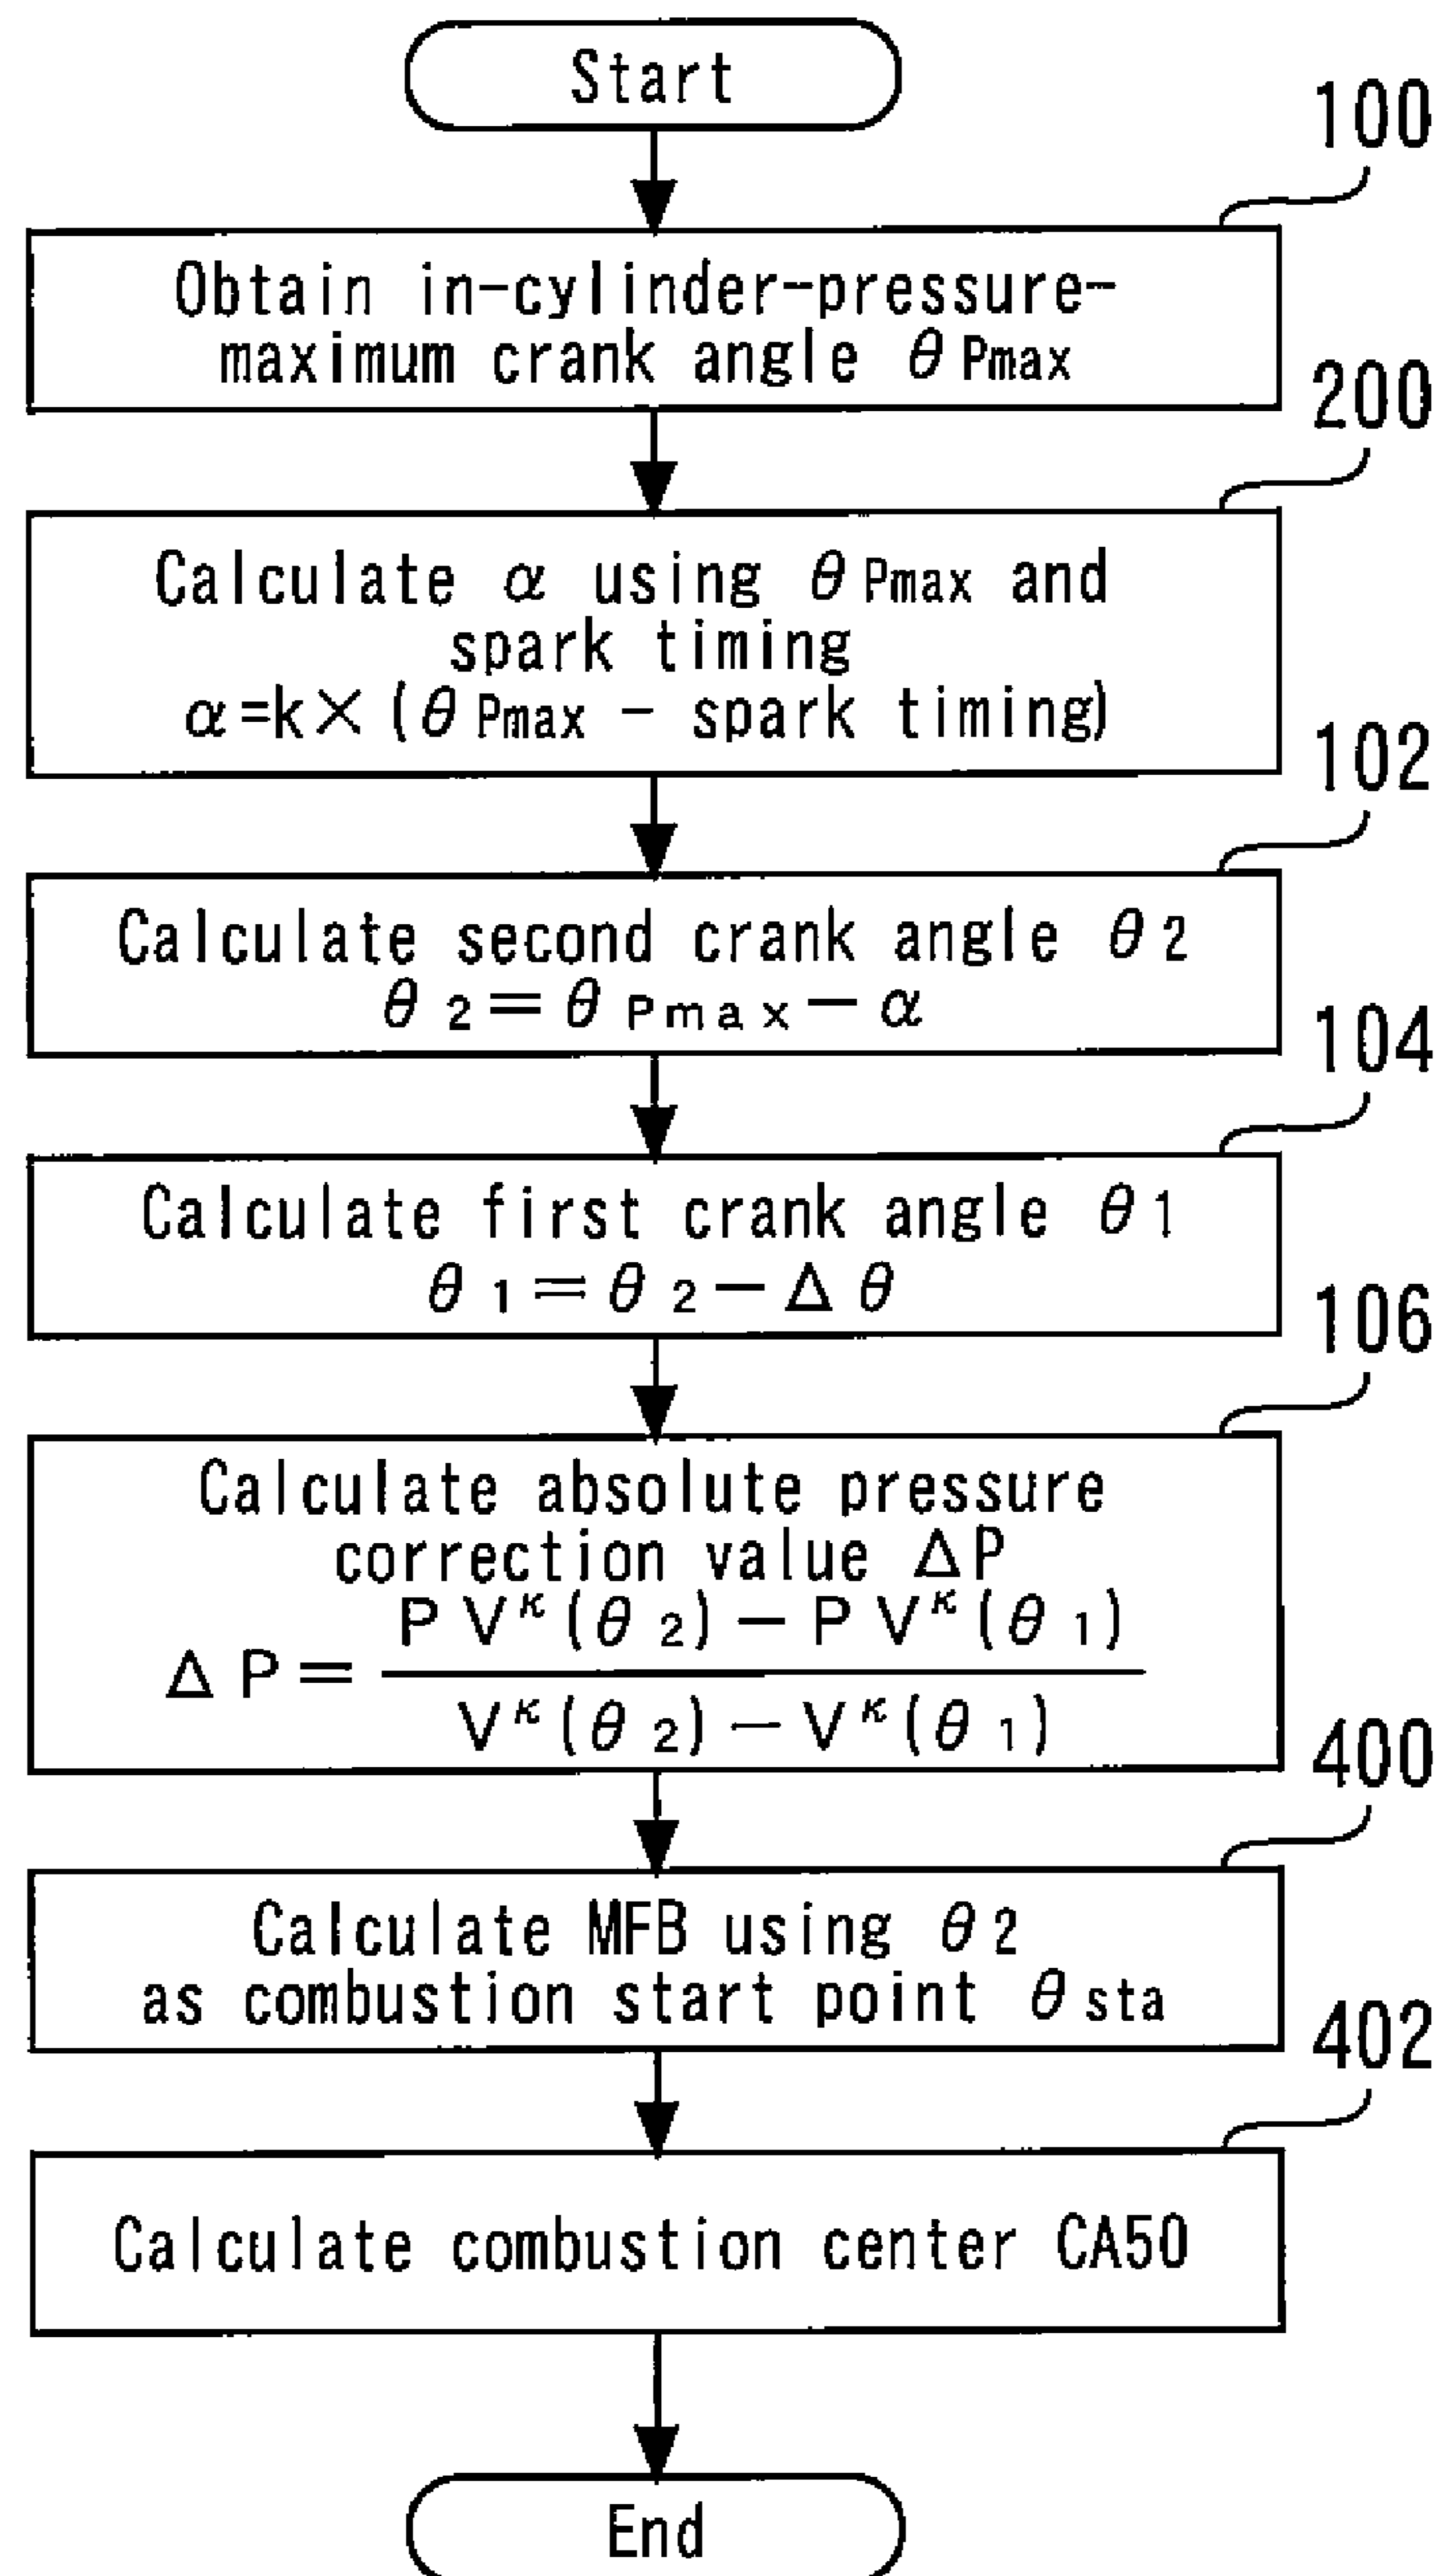 Start
100
Obtain in-cylinder-pressure-
maximum crank angle θPmax
200
Calculate α using θPmax and
spark timing
α=k×(θPmax − spark timing)
102
Calculate second crank angle θ2
θ2=θPmax−α
104
Calculate first crank angle θ1
θ1=θ2−Δθ
106
Calculate absolute pressure
correction value ΔP
ΔP= PV^κ(θ2)−PV^κ(θ1)
V^κ(θ2)−V^κ(θ1)
400
Calculate MFB using θ2
as combustion start point θsta
402
Calculate combustion center CA50
End